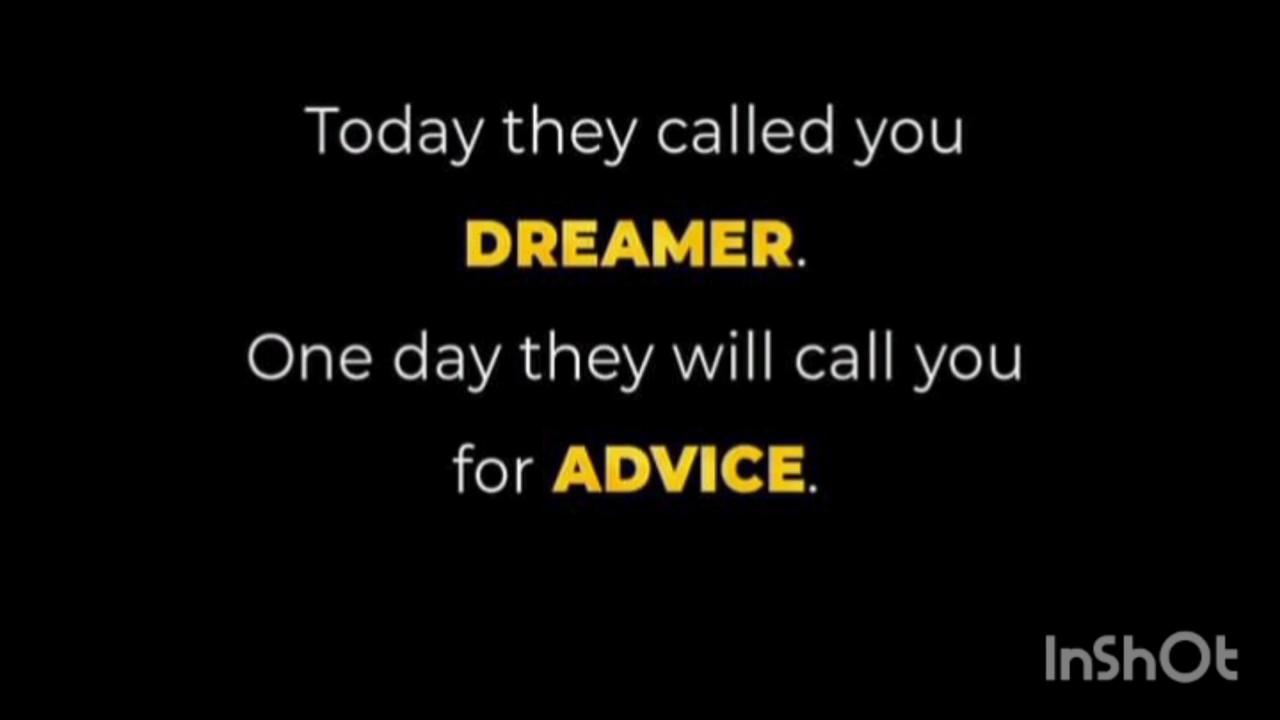 Today they called you
DREAMER.
One day they will call you
for ADVICE.
InShOt